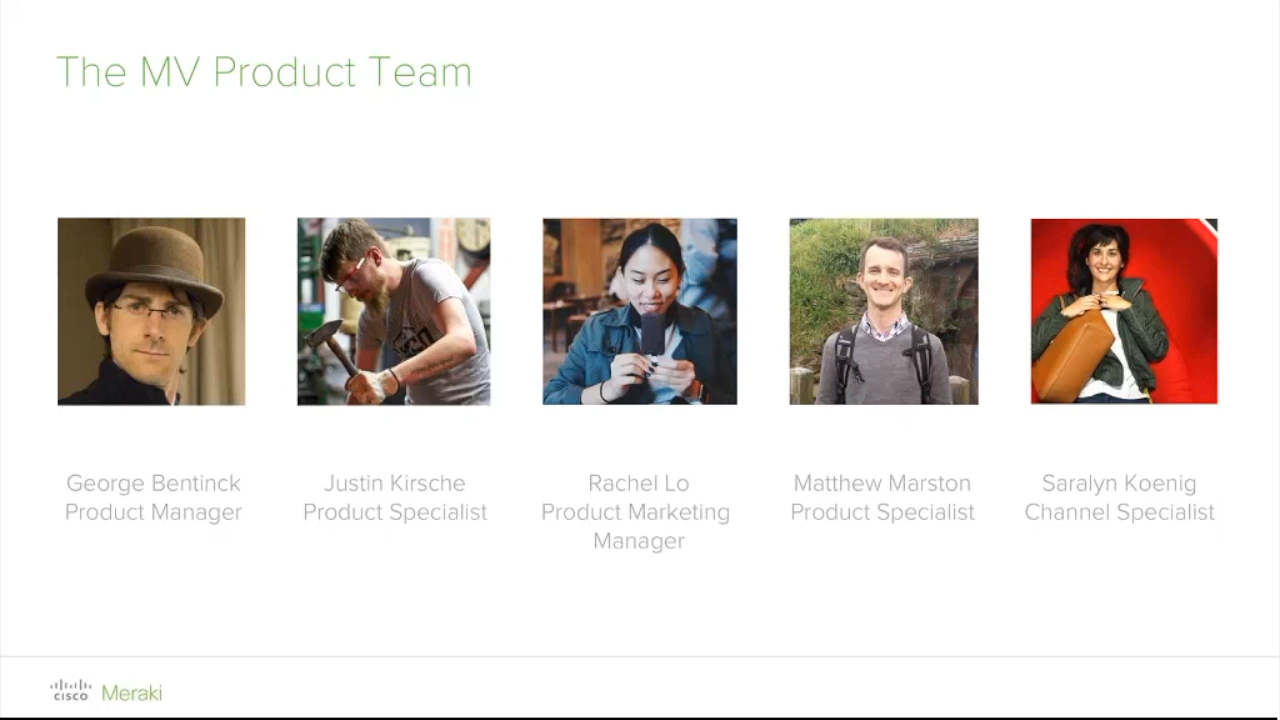 The MV Product Team
George Bentinck
Product Manager
Justin Kirsche
Product Specialist
Rachel Lo
Product Marketing
Manager
Matthew Marston
Product Specialist
Saralyn Koenig
Channel Specialist
CISCO Meraki